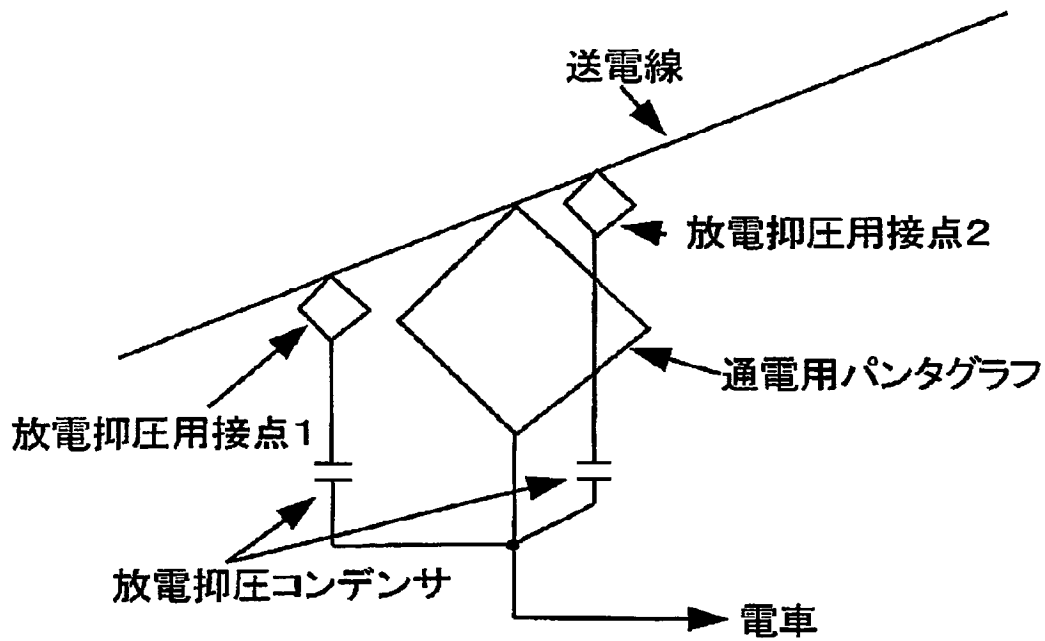 送電線
放電抑圧用接点2
通電用パンタグラフ
放電抑圧用接点1
放電抑圧コンデンサ
電車